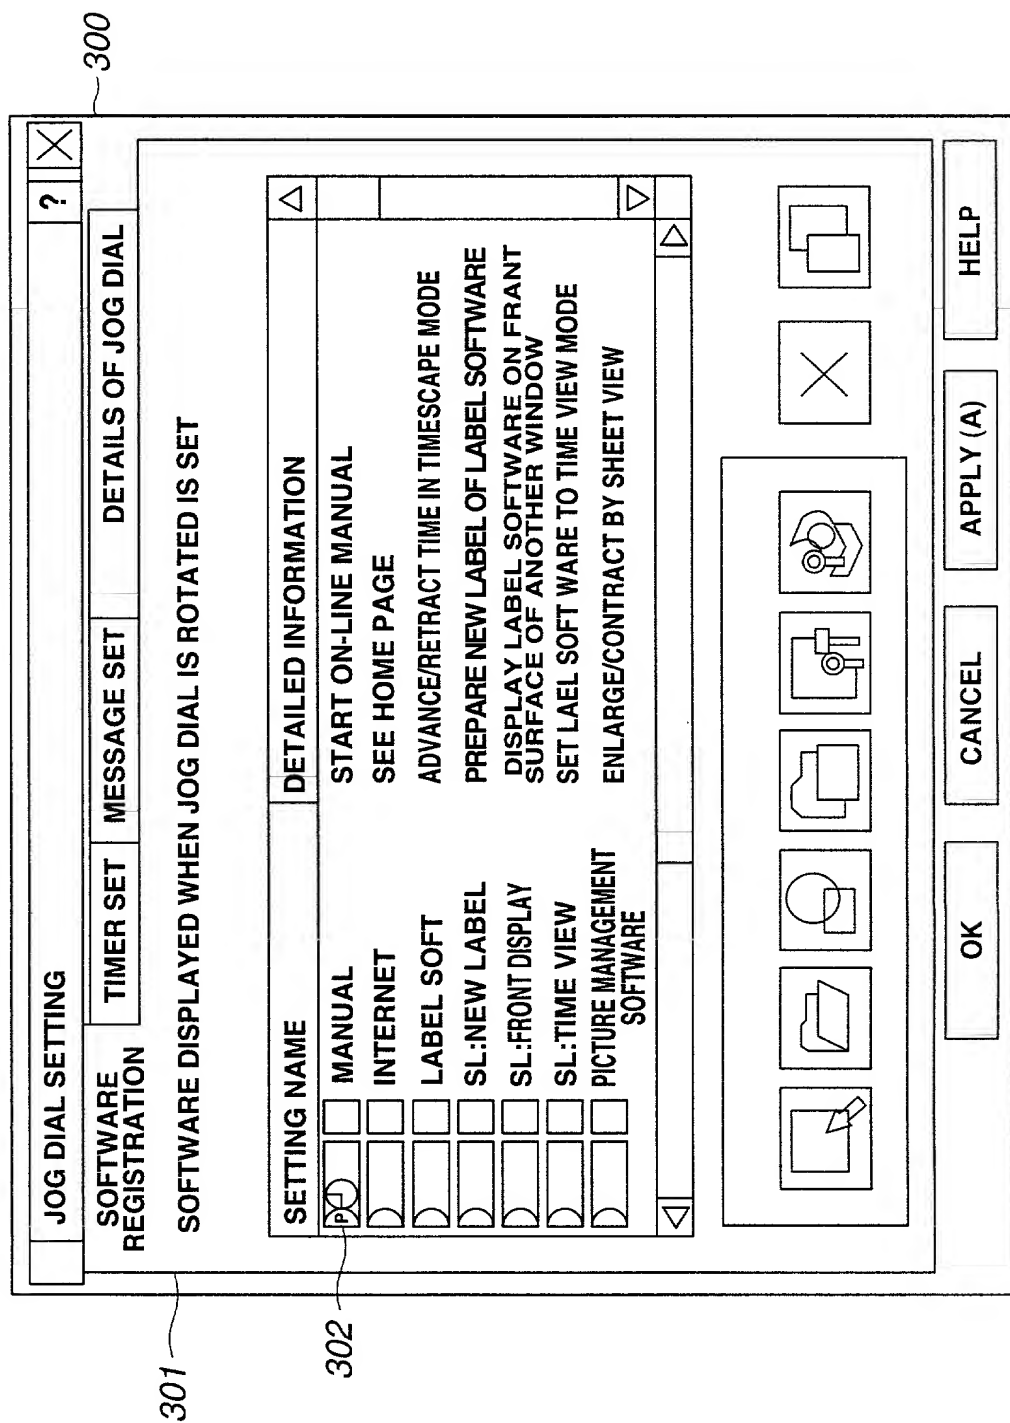 300
JOG DIAL SETTING
?
SOFTWARE
REGISTRATION
TIMER SET
MESSAGE SET
DETAILS OF JOG DIAL
301
SOFTWARE DISPLAYED WHEN JOG DIAL IS ROTATED IS SET
SETTING NAME
DETAILED INFORMATION
302
P
MANUAL
START ON-LINE MANUAL
INTERNET
SEE HOME PAGE
LABEL SOFT
ADVANCE/RETRACT TIME IN TIMESCAPE MODE
SL:NEW LABEL
PREPARE NEW LABEL OF LABEL SOFTWARE
SL:FRONT DISPLAY
DISPLAY LABEL SOFTWARE ON FRANT
SURFACE OF ANOTHER WINDOW
SL:TIME VIEW
SET LAEL SOFT WARE TO TIME VIEW MODE
PICTURE MANAGEMENT
SOFTWARE
ENLARGE/CONTRACT BY SHEET VIEW
OK
CANCEL
APPLY (A)
HELP